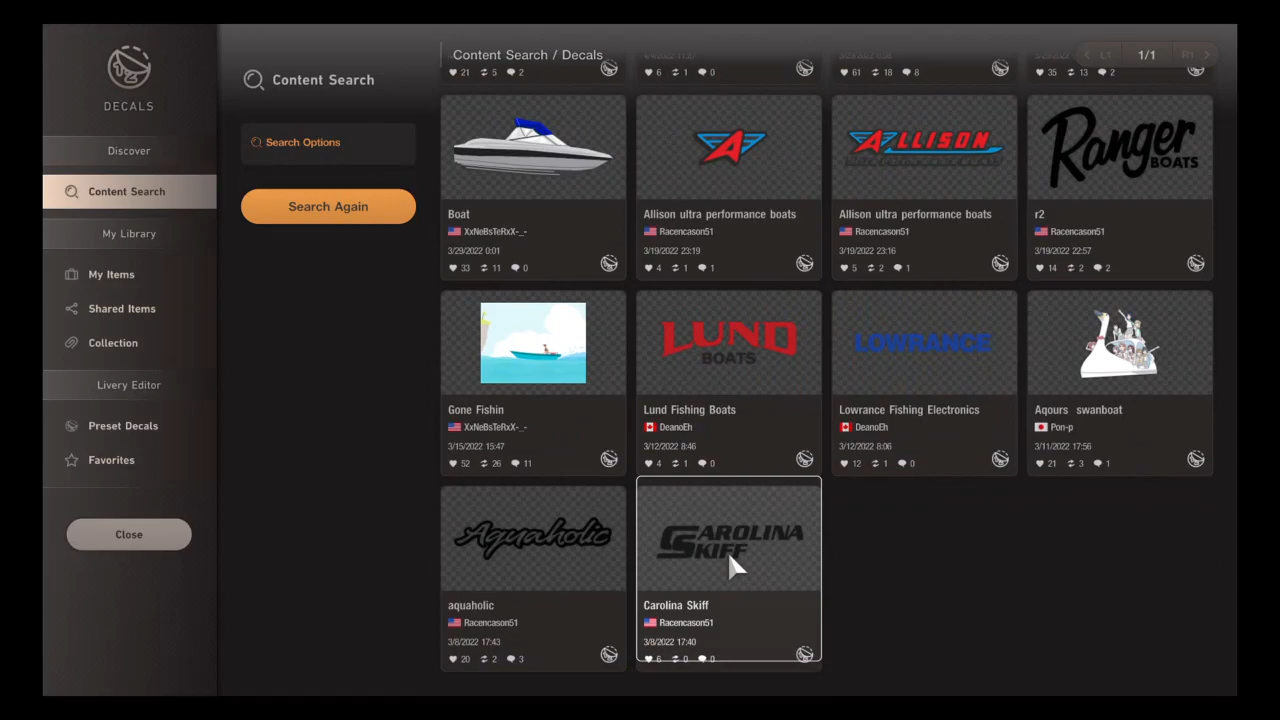 DECALS
Discover
Content Search
My Library
My Items
Shared Items
Collection
Livery Editor
Preset Decals
Favorites
Close
Content Search
Search Options
Search Again
Content Search / Decals
L1
1/1
R1
21 5 2
6 1 0
61 18 8
35 13 2
Boat
XxNeBsTeRxX-_-
3/29/2022 0:01
33 11 0
A
Allison ultra performance boats
Racencason51
3/19/2022 23:19
4 1 1
ALLISON
Allison ultra performance boats
Racencason51
3/19/2022 23:16
5 2 1
Ranger
BOATS
r2
Racencason51
3/19/2022 22:57
14 2 2
Gone Fishin
XxNeBsTeRxX-_-
3/15/2022 15:47
52 26 11
LUND
BOATS
Lund Fishing Boats
DeanoEh
3/12/2022 8:46
4 1 0
LOWRANCE
Lowrance Fishing Electronics
DeanoEh
3/12/2022 8:06
12 1 0
Aqours swanboat
Pon-p
3/11/2022 17:56
21 3 1
Aquaholic
aquaholic
Racencason51
3/8/2022 17:43
20 2 3
CAROLINA
SKIFF
Carolina Skiff
Racencason51
3/8/2022 17:40
6 0 0